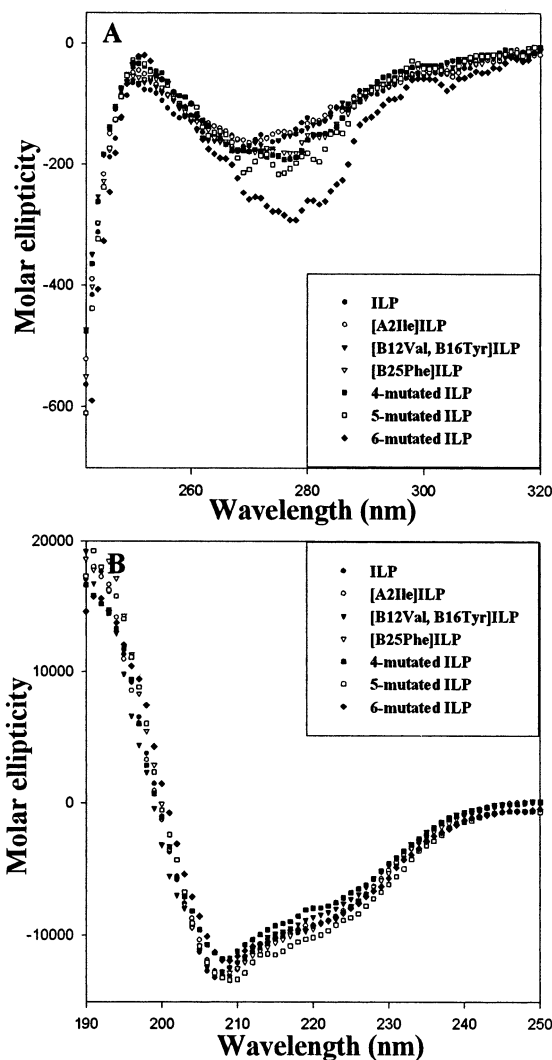 A
0
-200
-400
-600
Molar ellipticity
ILP
[A2Ile]ILP
[B12Val, B16Tyr]ILP
[B25Phe]ILP
4-mutated ILP
5-mutated ILP
6-mutated ILP
260 280 300 320
Wavelength (nm)
B
20000
10000
0
-10000
Molar ellipticity
ILP
[A2Ile]ILP
[B12Val, B16Tyr]ILP
[B25Phe]ILP
4-mutated ILP
5-mutated ILP
6-mutated ILP
190 200 210 220 230 240 250
Wavelength (nm)